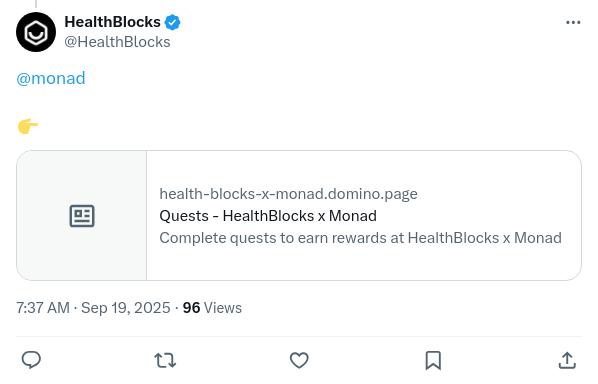 HealthBlocks
@HealthBlocks
@monad
health-blocks-x-monad.domino.page
Quests - HealthBlocks x Monad
Complete quests to earn rewards at HealthBlocks x Monad
7:37 AM · Sep 19, 2025 · 96 Views